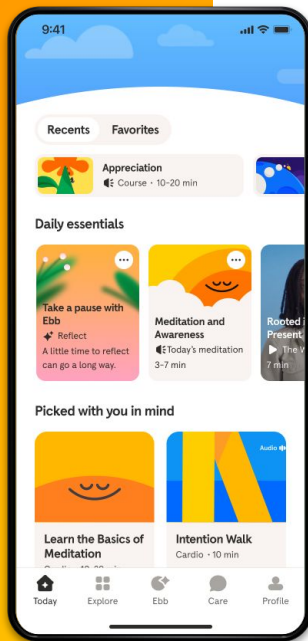 9:41
Recents Favorites
Appreciation
Course · 10-20 min
Daily essentials
Take a pause with
Ebb
Reflect
A little time to reflect
can go a long way.
Meditation and
Awareness
Today's meditation
3-7 min
Rooted i
Present
The W
7 min
Picked with you in mind
Learn the Basics of
Meditation
Audio
Intention Walk
Cardio · 10 min
Today Explore Ebb Care Profile